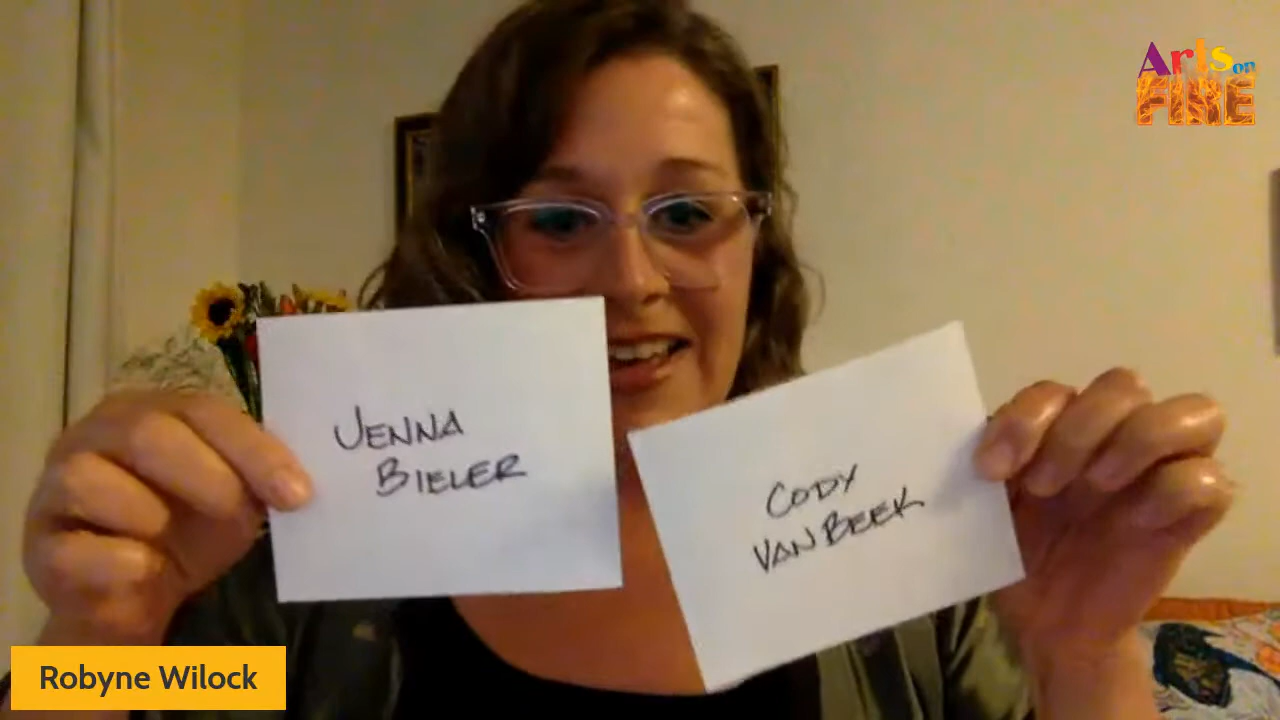 Arts on
FIRE
JENNA
BIELER
CODY
VAN BEEK
Robyne Wilock